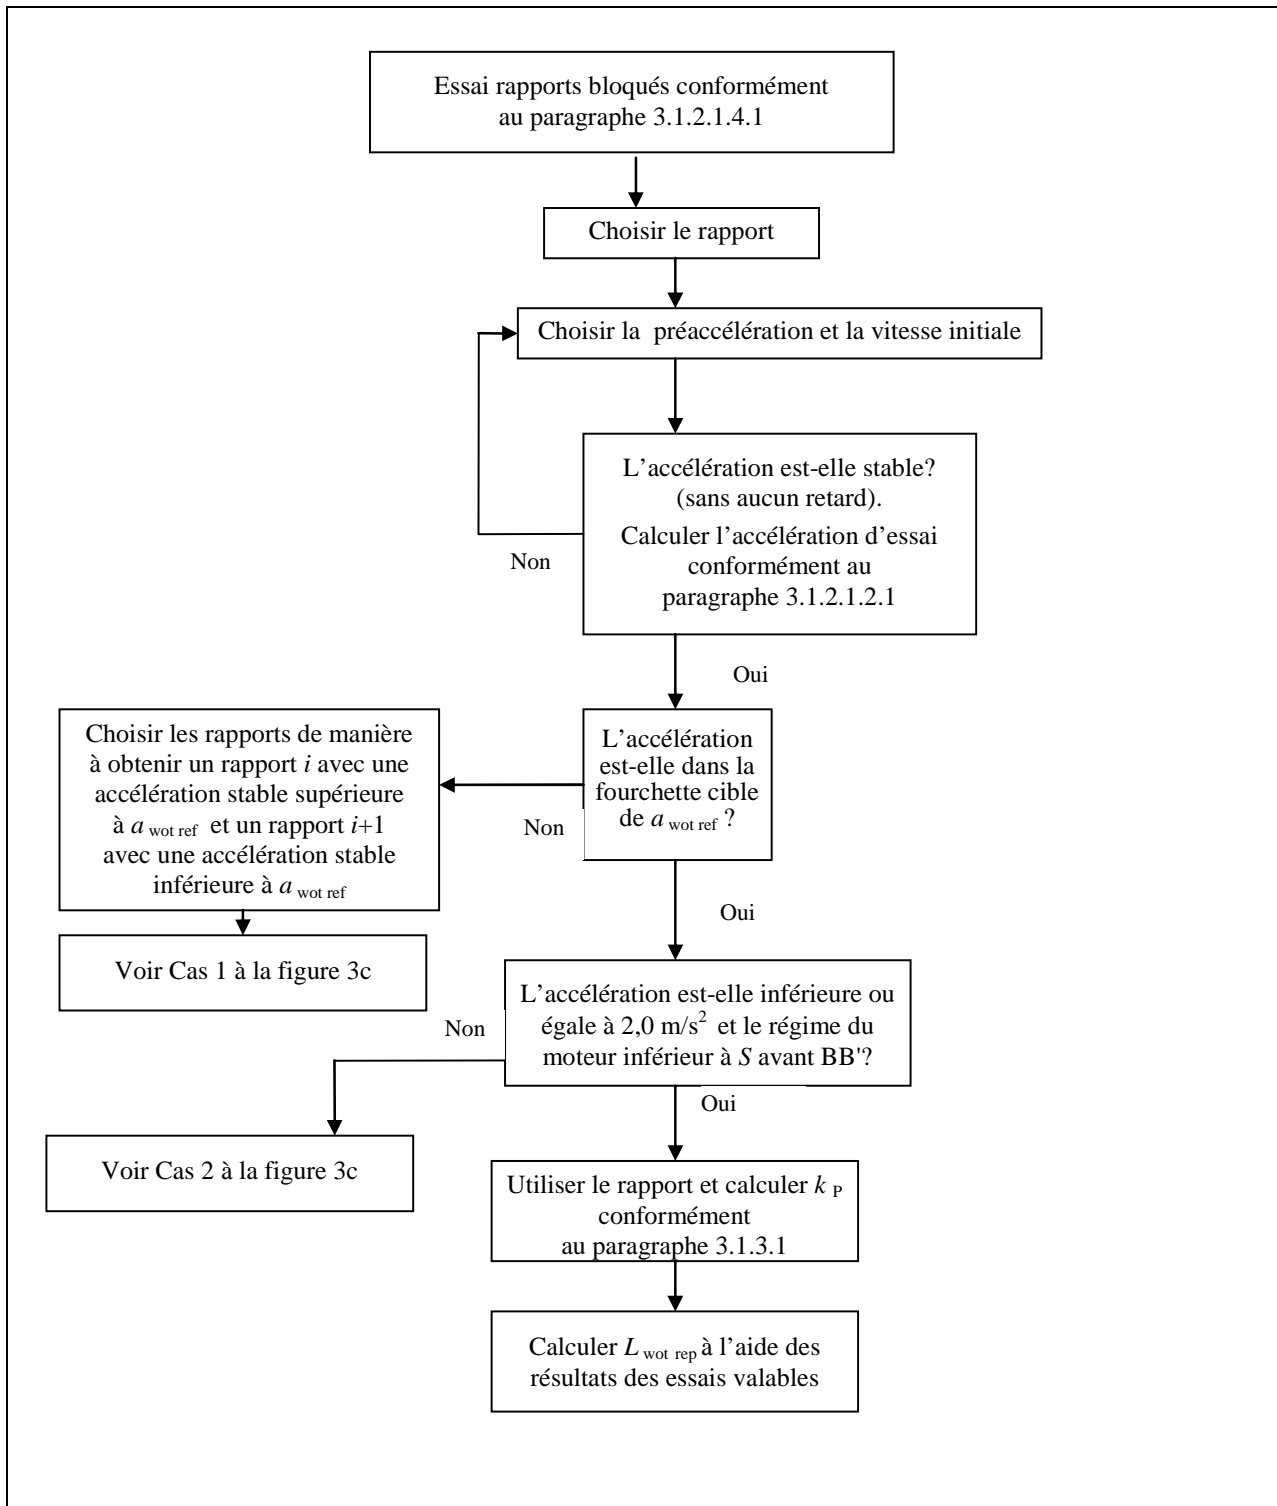 Essai rapports bloqués conformément
au paragraphe 3.1.2.1.4.1
Choisir le rapport
Choisir la  préaccélération et la vitesse initiale
L’accélération est-elle stable?
(sans aucun retard).
Calculer l’accélération d’essai
conformément au
paragraphe 3.1.2.1.2.1
Non
Oui
Choisir les rapports de manière
à obtenir un rapport i avec une
accélération stable supérieure
à a wot ref  et un rapport i+1
avec une accélération stable
inférieure à a wot ref
L’accélération
est-elle dans la
fourchette cible
de a wot ref ?
Non
Oui
Voir Cas 1 à la figure 3c
L’accélération est-elle inférieure ou
égale à 2,0 m/s² et le régime du
moteur inférieur à S avant BB'?
Non
Oui
Voir Cas 2 à la figure 3c
Utiliser le rapport et calculer k P
conformément
au paragraphe 3.1.3.1
Calculer L wot rep à l’aide des
résultats des essais valables